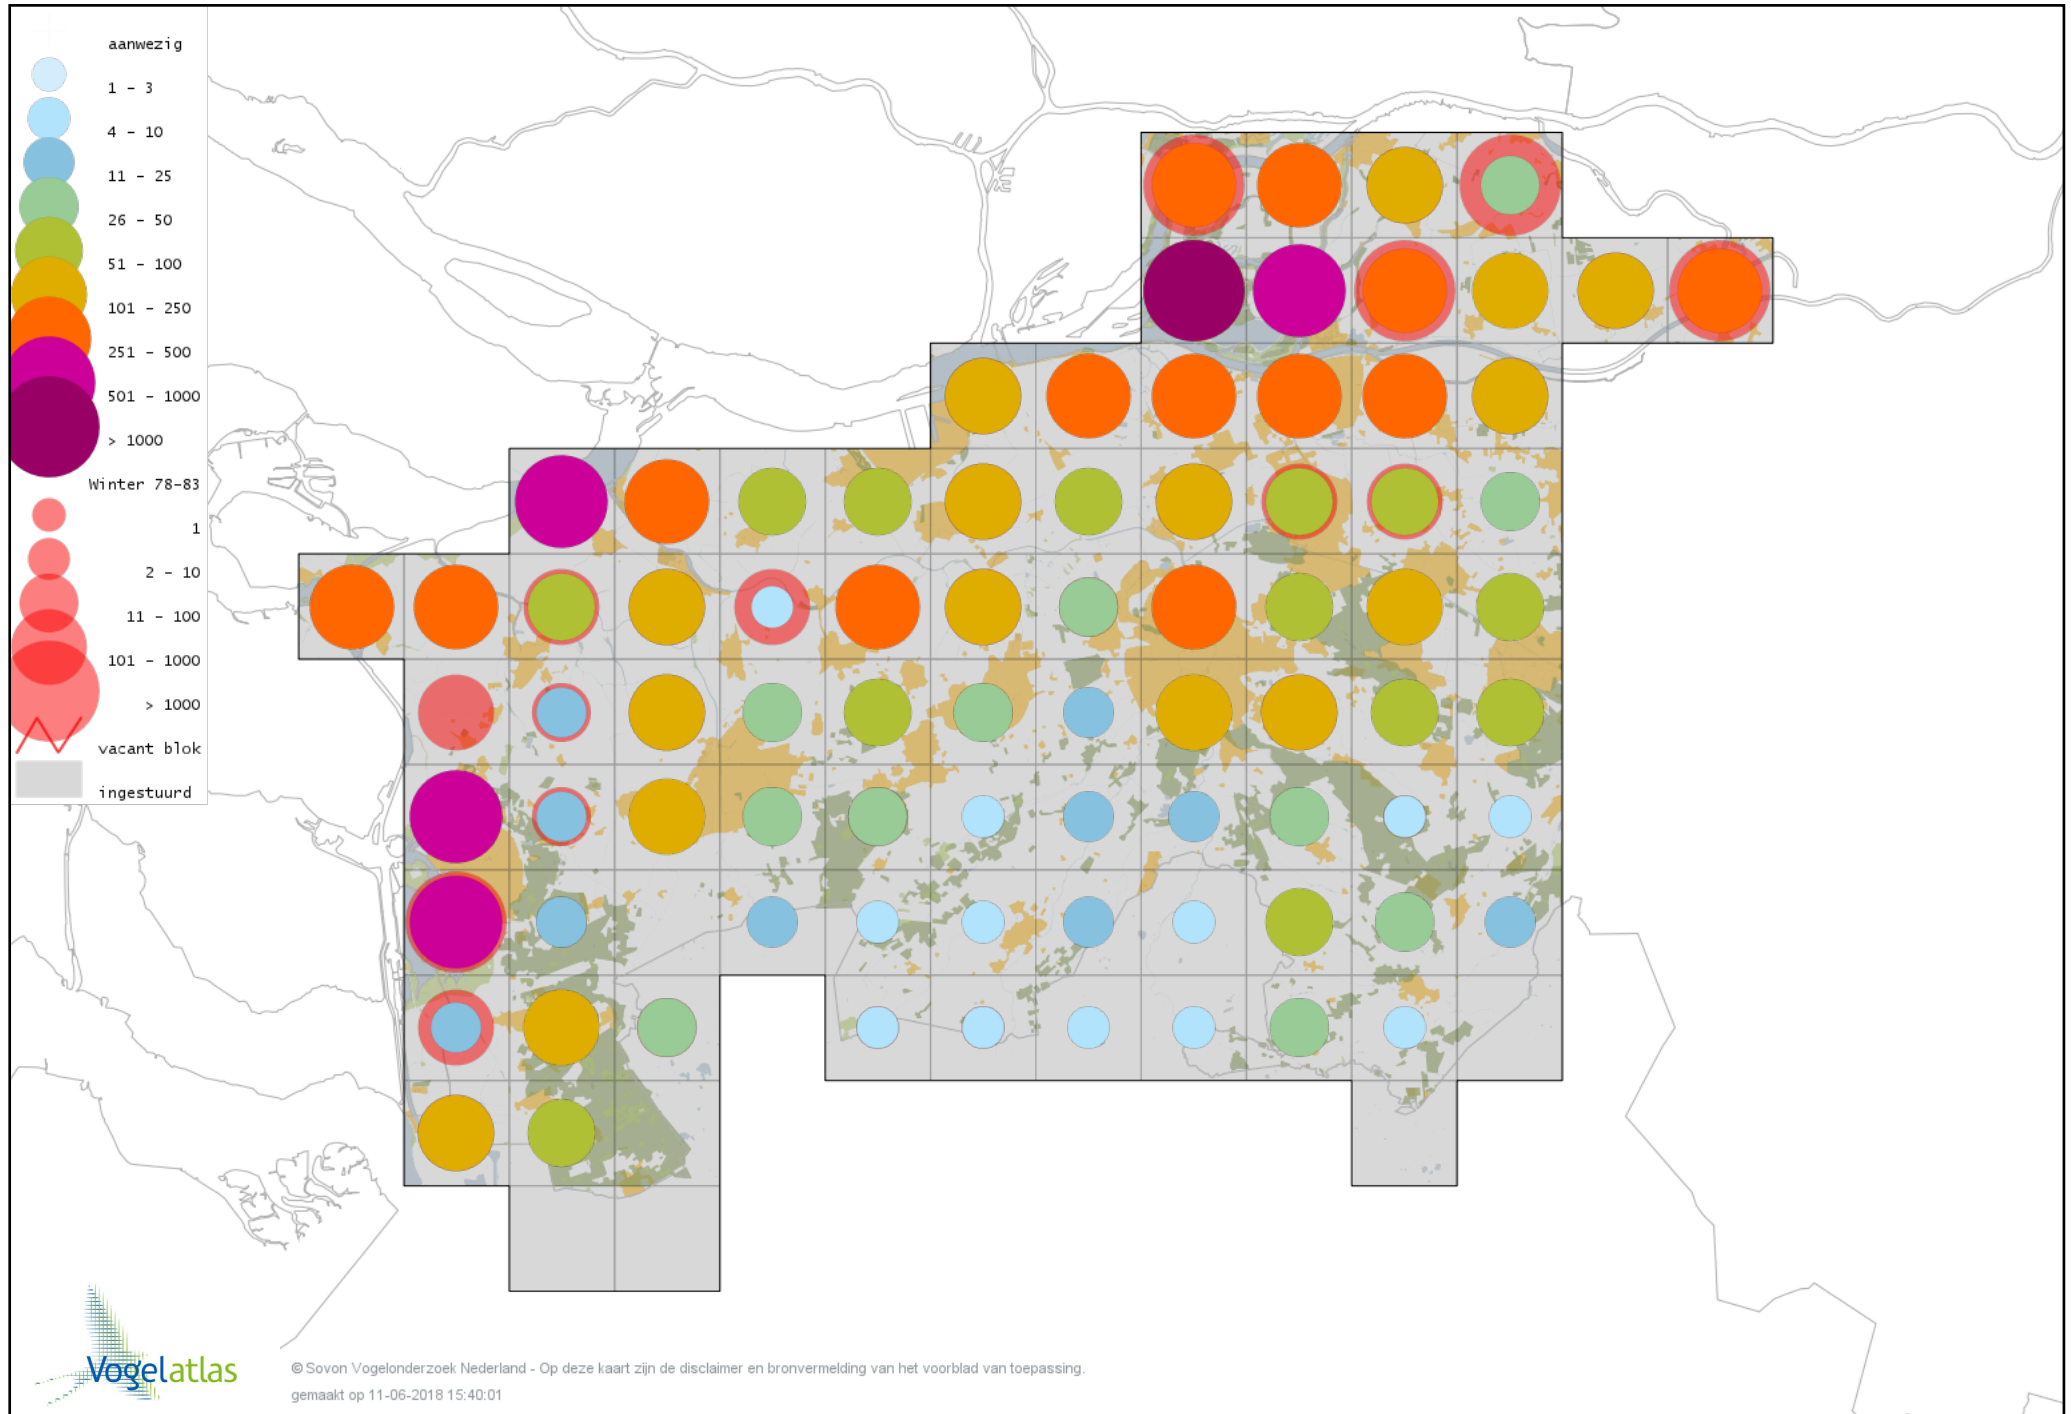 aanwezig
1 - 3
4 - 10
11 - 25
26 - 50
51 - 100
101 - 250
251 - 500
501 - 1000
> 1000
Winter 78-83
1
2 - 10
11 - 100
101 - 1000
> 1000
vacant blok
ingestuurd
Vogelatlas
© Sovon Vogelonderzoek Nederland - Op deze kaart zijn de disclaimer en bronvermelding van het voorblad van toepassing.
gemaakt op 11-06-2018 15:40:01